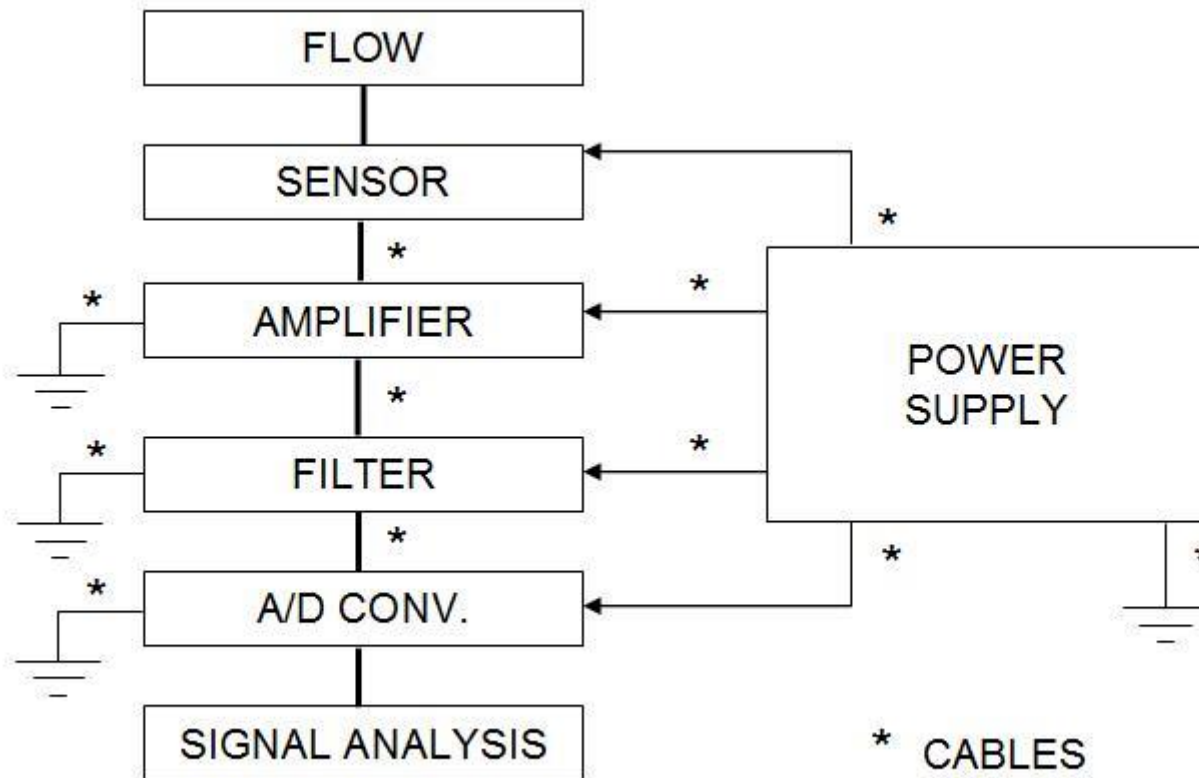 FLOW
SENSOR
*
*
*
*
AMPLIFIER
POWER
SUPPLY
*
*
*
FILTER
*
*
*
*
A/D CONV.
SIGNAL ANALYSIS
* CABLES